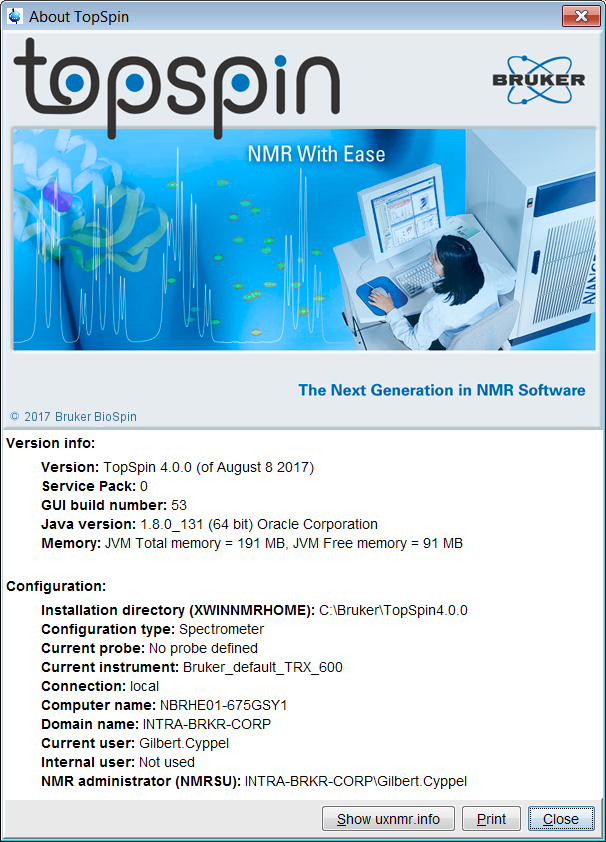 About TopSpin
topspin
BRUKER
NMR With Ease
AVANCE
The Next Generation in NMR Software
© 2017 Bruker BioSpin
Version info:
Version: TopSpin 4.0.0 (of August 8 2017)
Service Pack: 0
GUI build number: 53
Java version: 1.8.0_131 (64 bit) Oracle Corporation
Memory: JVM Total memory = 191 MB, JVM Free memory = 91 MB
Configuration:
Installation directory (XWINNMRHOME): C:\Bruker\TopSpin4.0.0
Configuration type: Spectrometer
Current probe: No probe defined
Current instrument: Bruker_default_TRX_600
Connection: local
Computer name: NBRHE01-675GSY1
Domain name: INTRA-BRKR-CORP
Current user: Gilbert.Cyppel
Internal user: Not used
NMR administrator (NMRSU): INTRA-BRKR-CORP\Gilbert.Cyppel
Show uxnmr.info Print Close